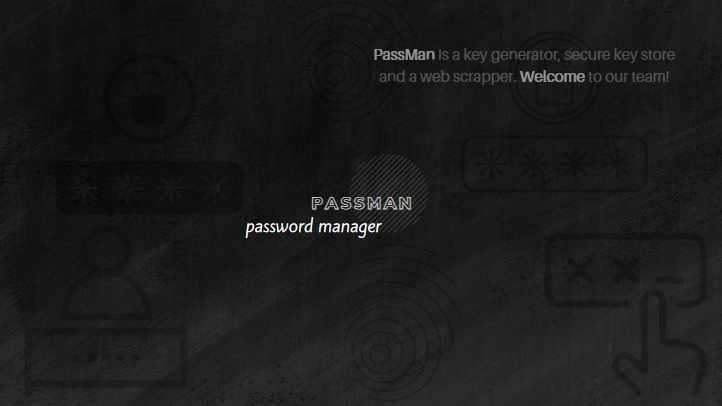 PassMan is a key generator, secure key store
and a web scrapper. Welcome to our team!
PASSMAN
password manager